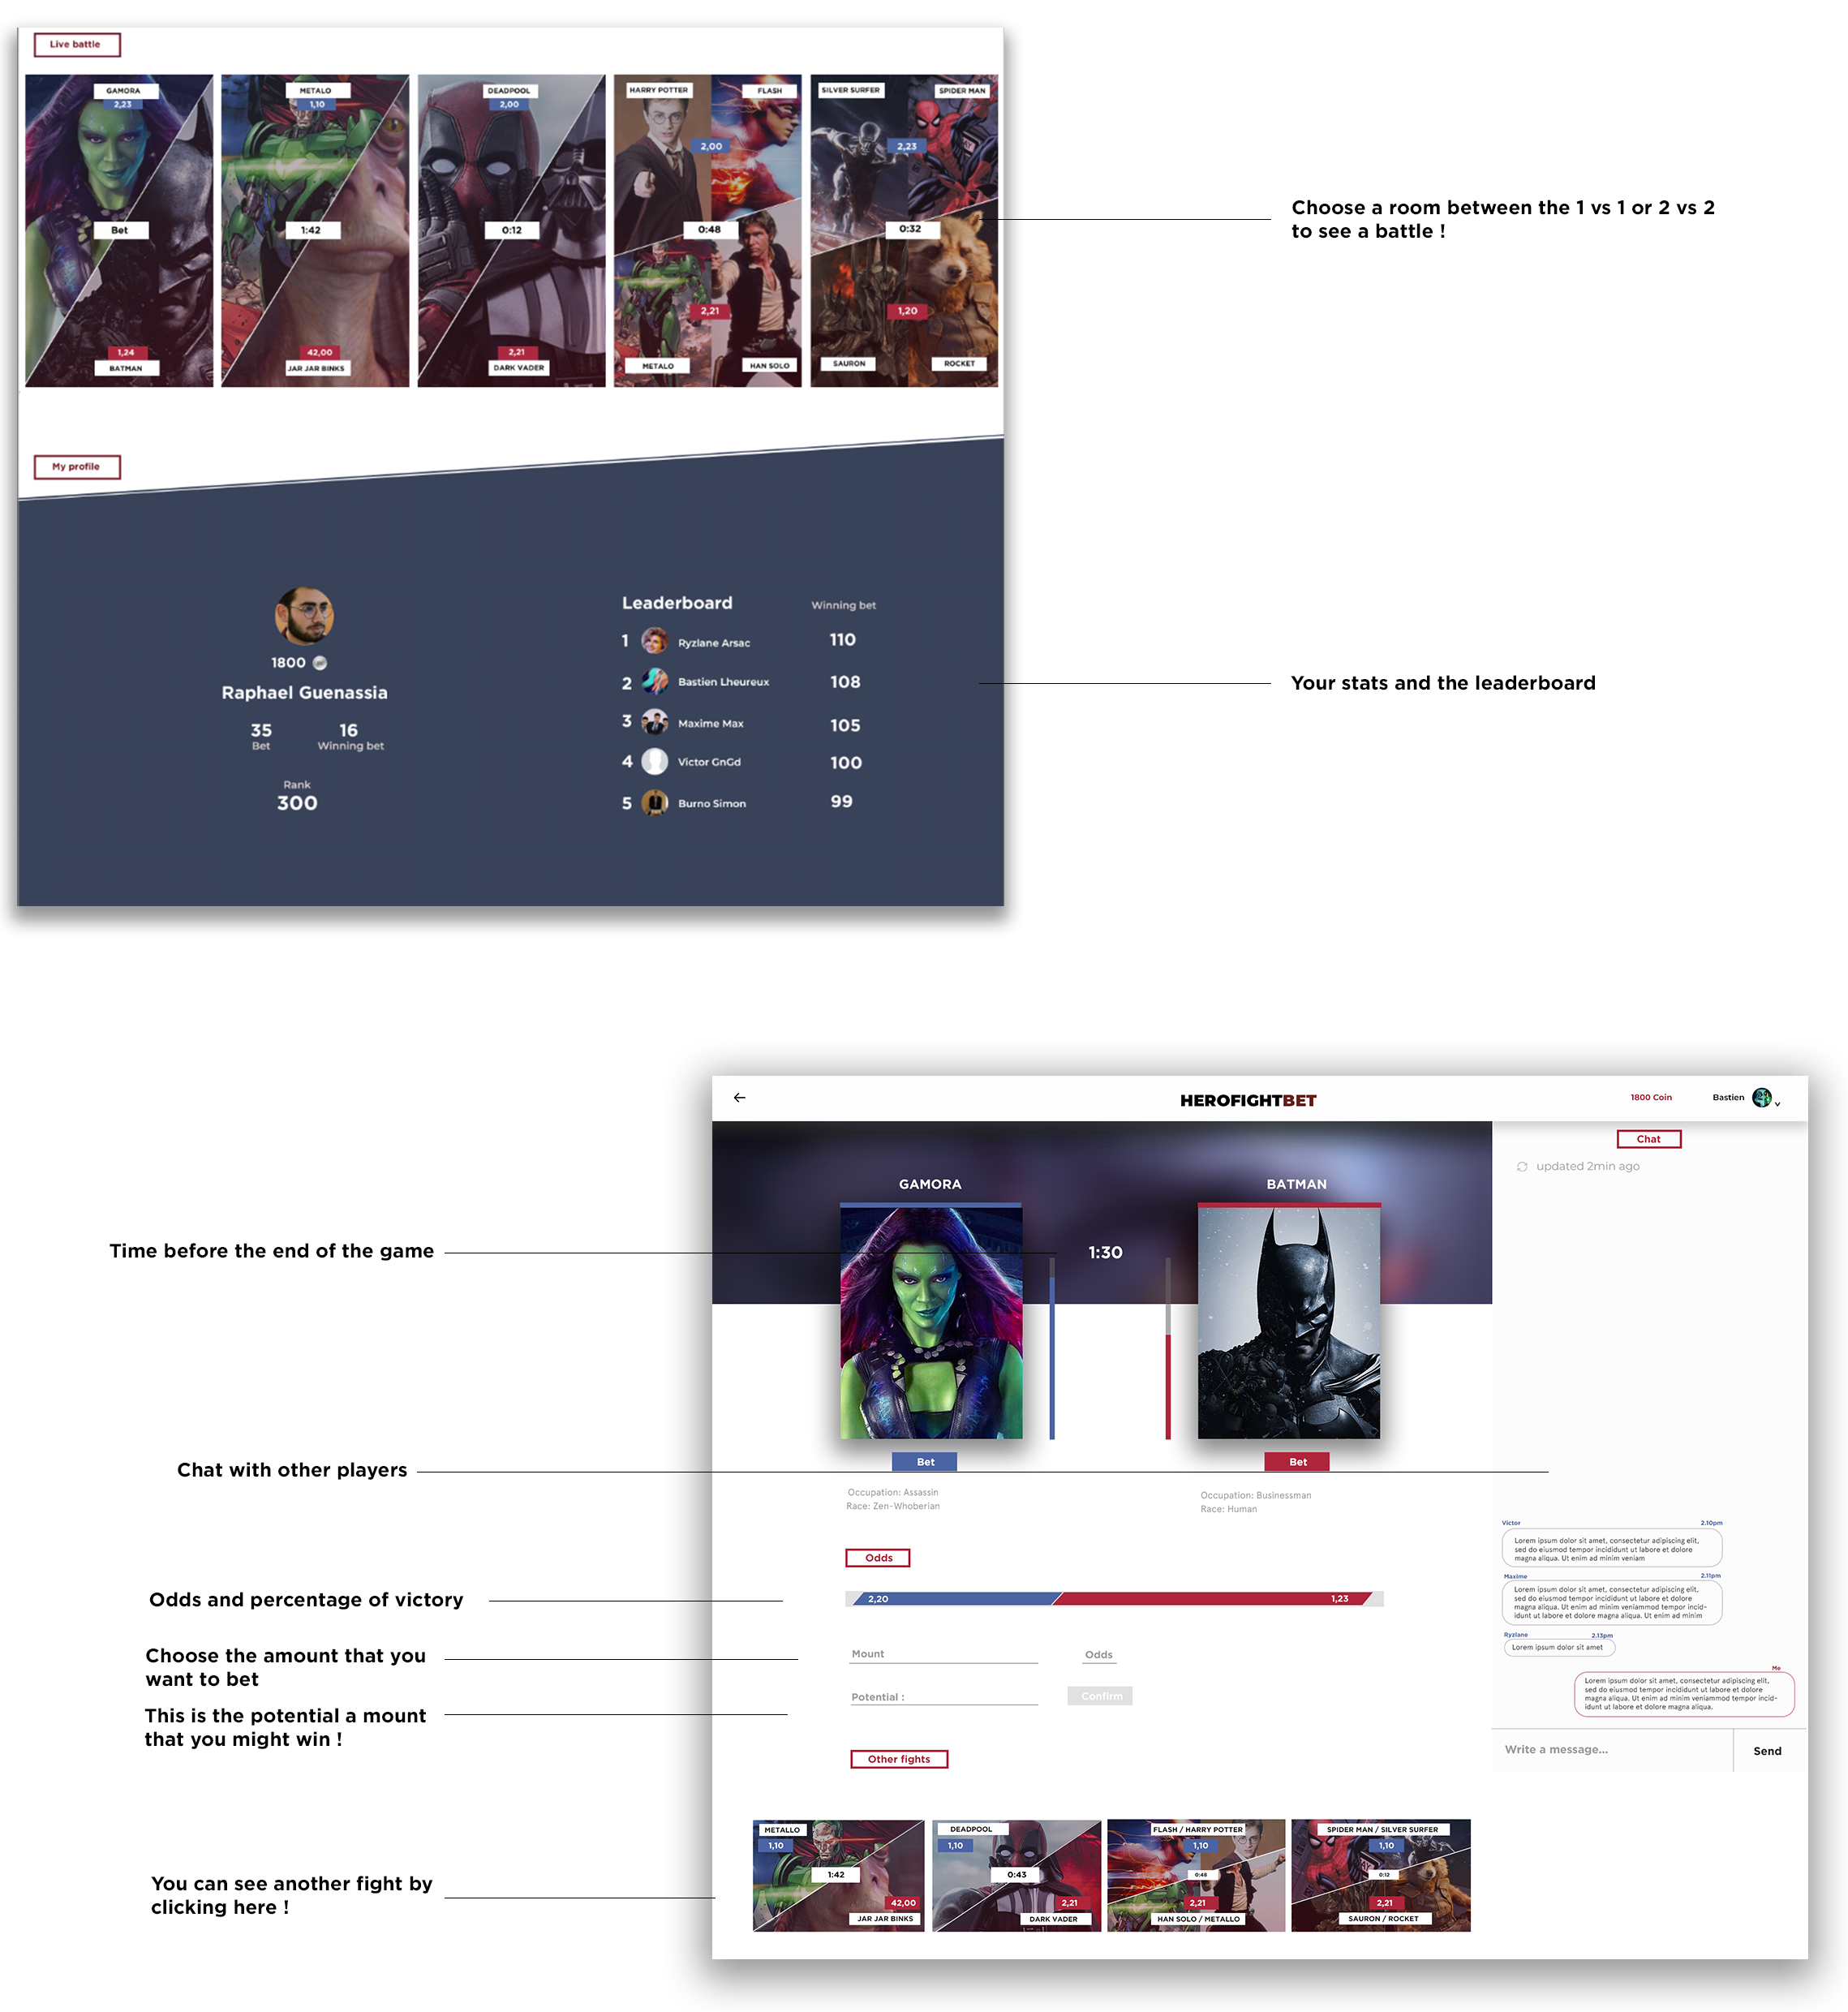 Live battle
GAMORA
2,23
Bet
1,24
BATMAN
METALO
1,10
1:42
42,00
JAR JAR BINKS
DEADPOOL
2,00
0:12
2,21
DARK VADER
HARRY POTTER
FLASH
2,00
0:48
2,21
METALO
HAN SOLO
SILVER SURFER
SPIDER MAN
2,23
0:32
1,20
SAURON
ROCKET
Choose a room between the 1 vs 1 or 2 vs 2
to see a battle !
My profile
1800
Raphael Guenassia
35
Bet
16
Winning bet
Rank
300
Leaderboard
Winning bet
1 Ryzlane Arsac 110
2 Bastien Lheureux 108
3 Maxime Max 105
4 Victor GnGd 100
5 Burno Simon 99
Your stats and the leaderboard
HEROFIGHTBET
1800 Coin
Bastien
GAMORA
BATMAN
1:30
Time before the end of the game
Bet
Bet
Chat with other players
Occupation: Assassin
Race: Zen-Whoberian
Occupation: Businessman
Race: Human
Odds
2,20
1,23
Odds and percentage of victory
Mount
Odds
Choose the amount that you
want to bet
Potential :
Confirm
This is the potential a mount
that you might win !
Other fights
Chat
updated 2min ago
Victor
2.10pm
Lorem ipsum dolor sit amet, consectetur adipiscing elit,
sed do eiusmod tempor incididunt ut labore et dolore
magna aliqua. Ut enim ad minim veniam
Maxime
2.11pm
Lorem ipsum dolor sit amet, consectetur adipiscing elit,
sed do eiusmod tempor incididunt ut labore et dolore
magna aliqua. Ut enim ad minim veniammod tempor incid-
idunt ut labore et dolore magna aliqua. Ut enim ad minim
Ryzlane
2.13pm
Lorem ipsum dolor sit amet
Me
Lorem ipsum dolor sit amet, consectetur adipiscing elit,
sed do eiusmod tempor incididunt ut labore et dolore
magna aliqua. Ut enim ad minim veniammod tempor incid-
idunt ut labore et dolore magna aliqua.
Write a message...
Send
METALLO
1,10
1:42
42,00
JAR JAR BINKS
DEADPOOL
1,10
0:43
2,21
DARK VADER
FLASH / HARRY POTTER
1,10
0:48
2,21
HAN SOLO / METALLO
SPIDER MAN / SILVER SURFER
1,10
0:12
2,21
SAURON / ROCKET
You can see another fight by
clicking here !